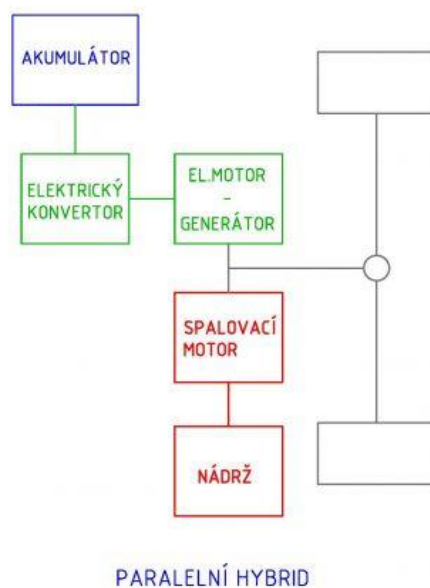 AKUMULÁTOR
ELEKTRICKÝ
KONVERTOR
EL.MOTOR
-
GENERÁTOR
SPALOVACÍ
MOTOR
NÁDRŽ
PARALELNÍ HYBRID